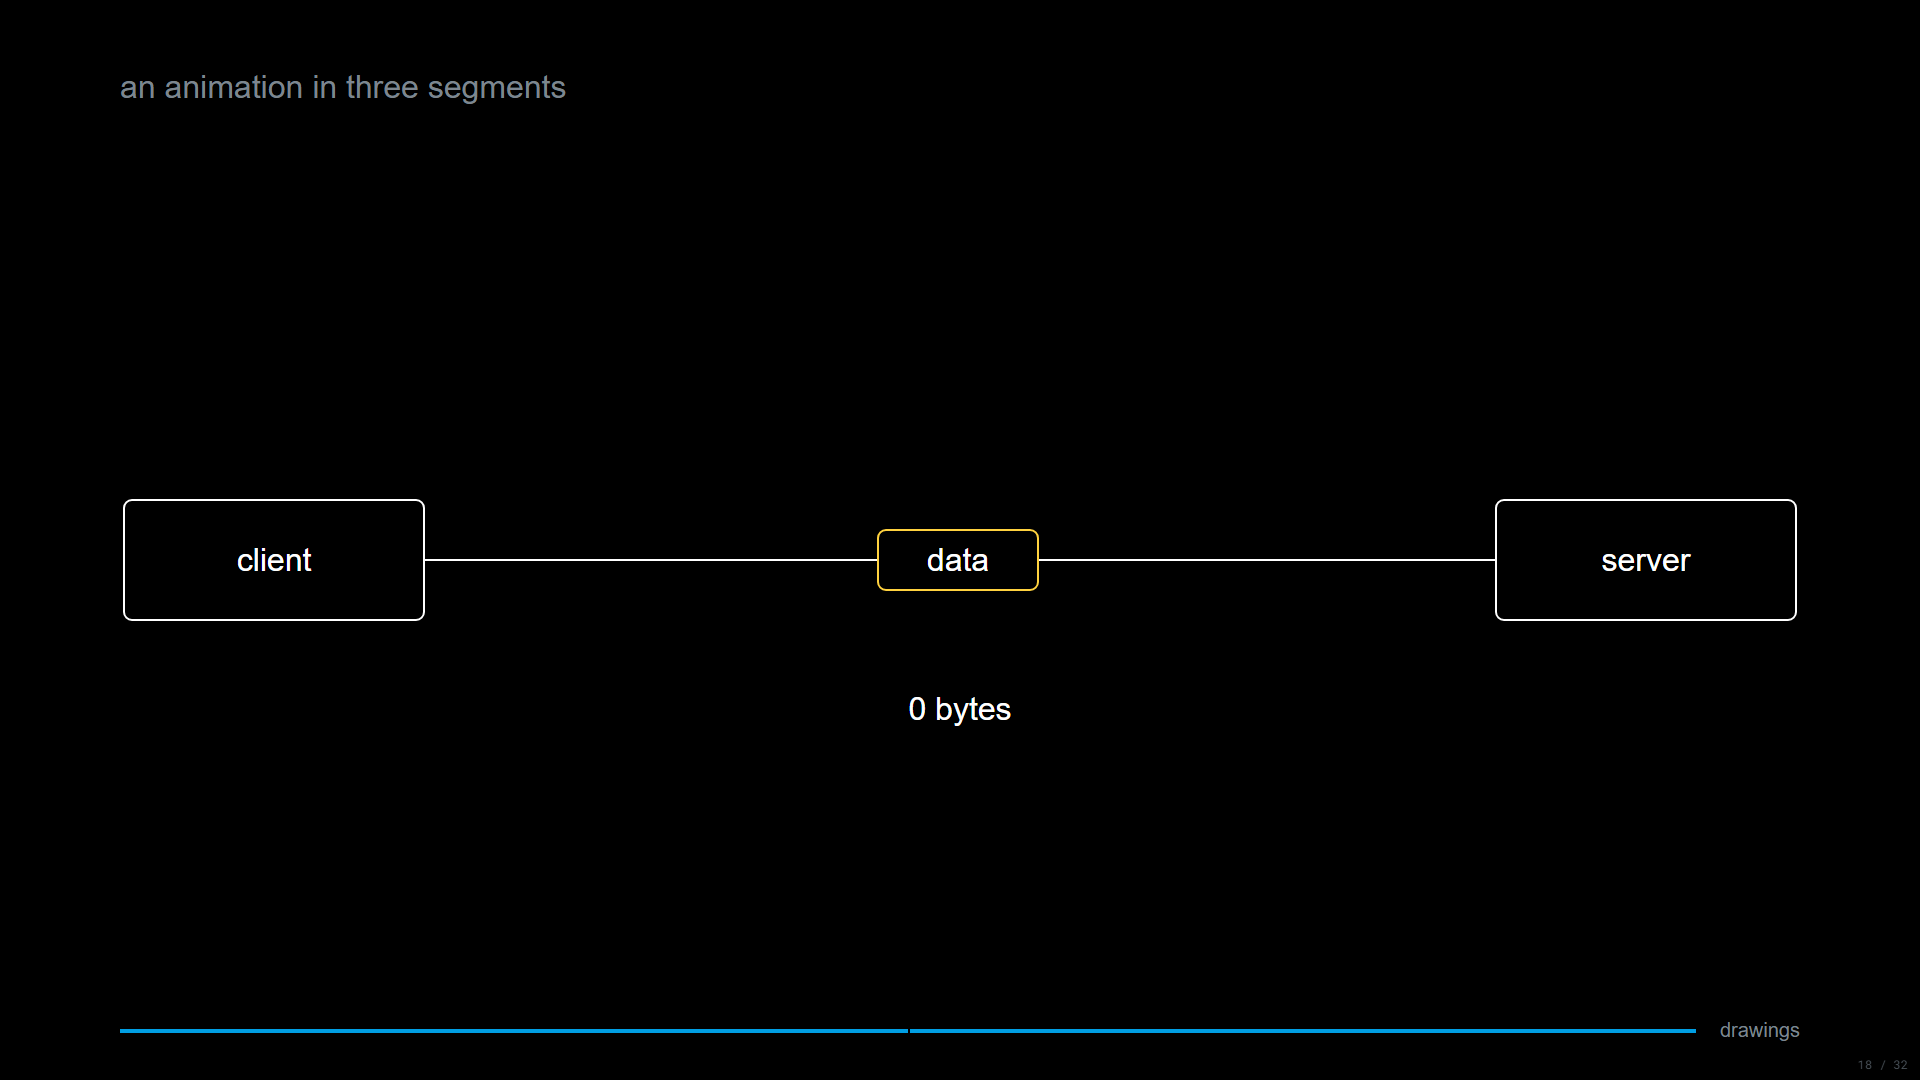 an animation in three segments
client
data
server
0 bytes
drawings
18 / 32